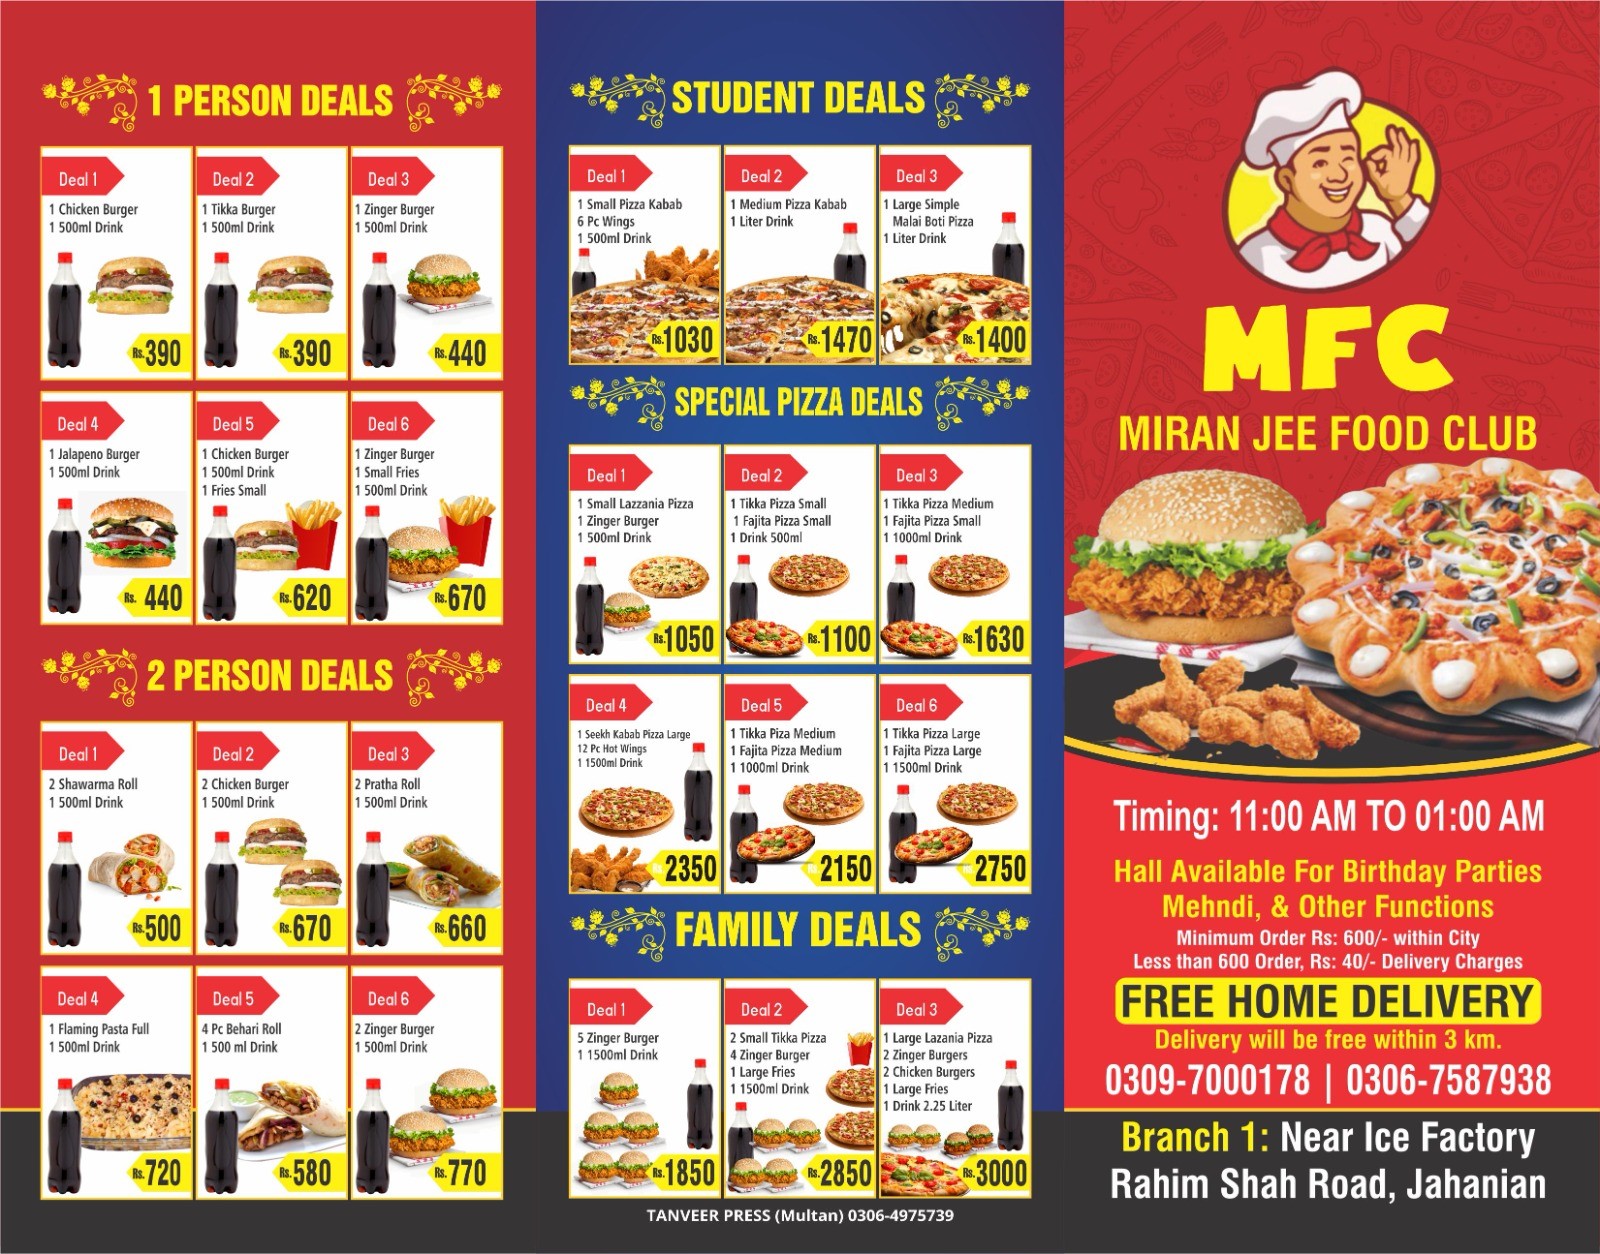 1 PERSON DEALS
Deal 1
1 Chicken Burger
1 500ml Drink
Rs.390
Deal 2
1 Tikka Burger
1 500ml Drink
Rs.390
Deal 3
1 Zinger Burger
1 500ml Drink
Rs.440
Deal 4
1 Jalapeno Burger
1 500ml Drink
Rs. 440
Deal 5
1 Chicken Burger
1 500ml Drink
1 Fries Small
Rs.620
Deal 6
1 Zinger Burger
1 Small Fries
1 500ml Drink
Rs.670
2 PERSON DEALS
Deal 1
2 Shawarma Roll
1 500ml Drink
Rs.500
Deal 2
2 Chicken Burger
1 500ml Drink
Rs.670
Deal 3
2 Pratha Roll
1 500ml Drink
Rs.660
Deal 4
1 Flaming Pasta Full
1 500ml Drink
Rs.720
Deal 5
4 Pc Behari Roll
1 500 ml Drink
Rs.580
Deal 6
2 Zinger Burger
1 500ml Drink
Rs.770
STUDENT DEALS
Deal 1
1 Small Pizza Kabab
6 Pc Wings
1 500ml Drink
Rs.1030
Deal 2
1 Medium Pizza Kabab
1 Liter Drink
Rs.1470
Deal 3
1 Large Simple
Malai Boti Pizza
1 Liter Drink
Rs.1400
SPECIAL PIZZA DEALS
Deal 1
1 Small Lazzania Pizza
1 Zinger Burger
1 500ml Drink
Rs.1050
Deal 2
1 Tikka Pizza Small
1 Fajita Pizza Small
1 Drink 500ml
Rs.1100
Deal 3
1 Tikka Pizza Medium
1 Fajita Pizza Small
1 1000ml Drink
Rs.1630
Deal 4
1 Seekh Kabab Pizza Large
12 Pc Hot Wings
1 1500ml Drink
Rs.2350
Deal 5
1 Tikka Piza Medium
1 Fajita Pizza Medium
1 1000ml Drink
Rs.2150
Deal 6
1 Tikka Pizza Large
1 Fajita Pizza Large
1 1500ml Drink
Rs.2750
FAMILY DEALS
Deal 1
5 Zinger Burger
1 1500ml Drink
Rs.1850
Deal 2
2 Small Tikka Pizza
4 Zinger Burger
1 Large Fries
1 1500ml Drink
Rs.2850
Deal 3
1 Large Lazania Pizza
2 Zinger Burgers
2 Chicken Burgers
1 Large Fries
1 Drink 2.25 Liter
Rs.3000
TANVEER PRESS (Multan) 0306-4975739
MFC
MIRAN JEE FOOD CLUB
Timing: 11:00 AM TO 01:00 AM
Hall Available For Birthday Parties
Mehndi, & Other Functions
Minimum Order Rs: 600/- within City
Less than 600 Order, Rs: 40/- Delivery Charges
FREE HOME DELIVERY
Delivery will be free within 3 km.
0309-7000178 | 0306-7587938
Branch 1: Near Ice Factory
Rahim Shah Road, Jahanian